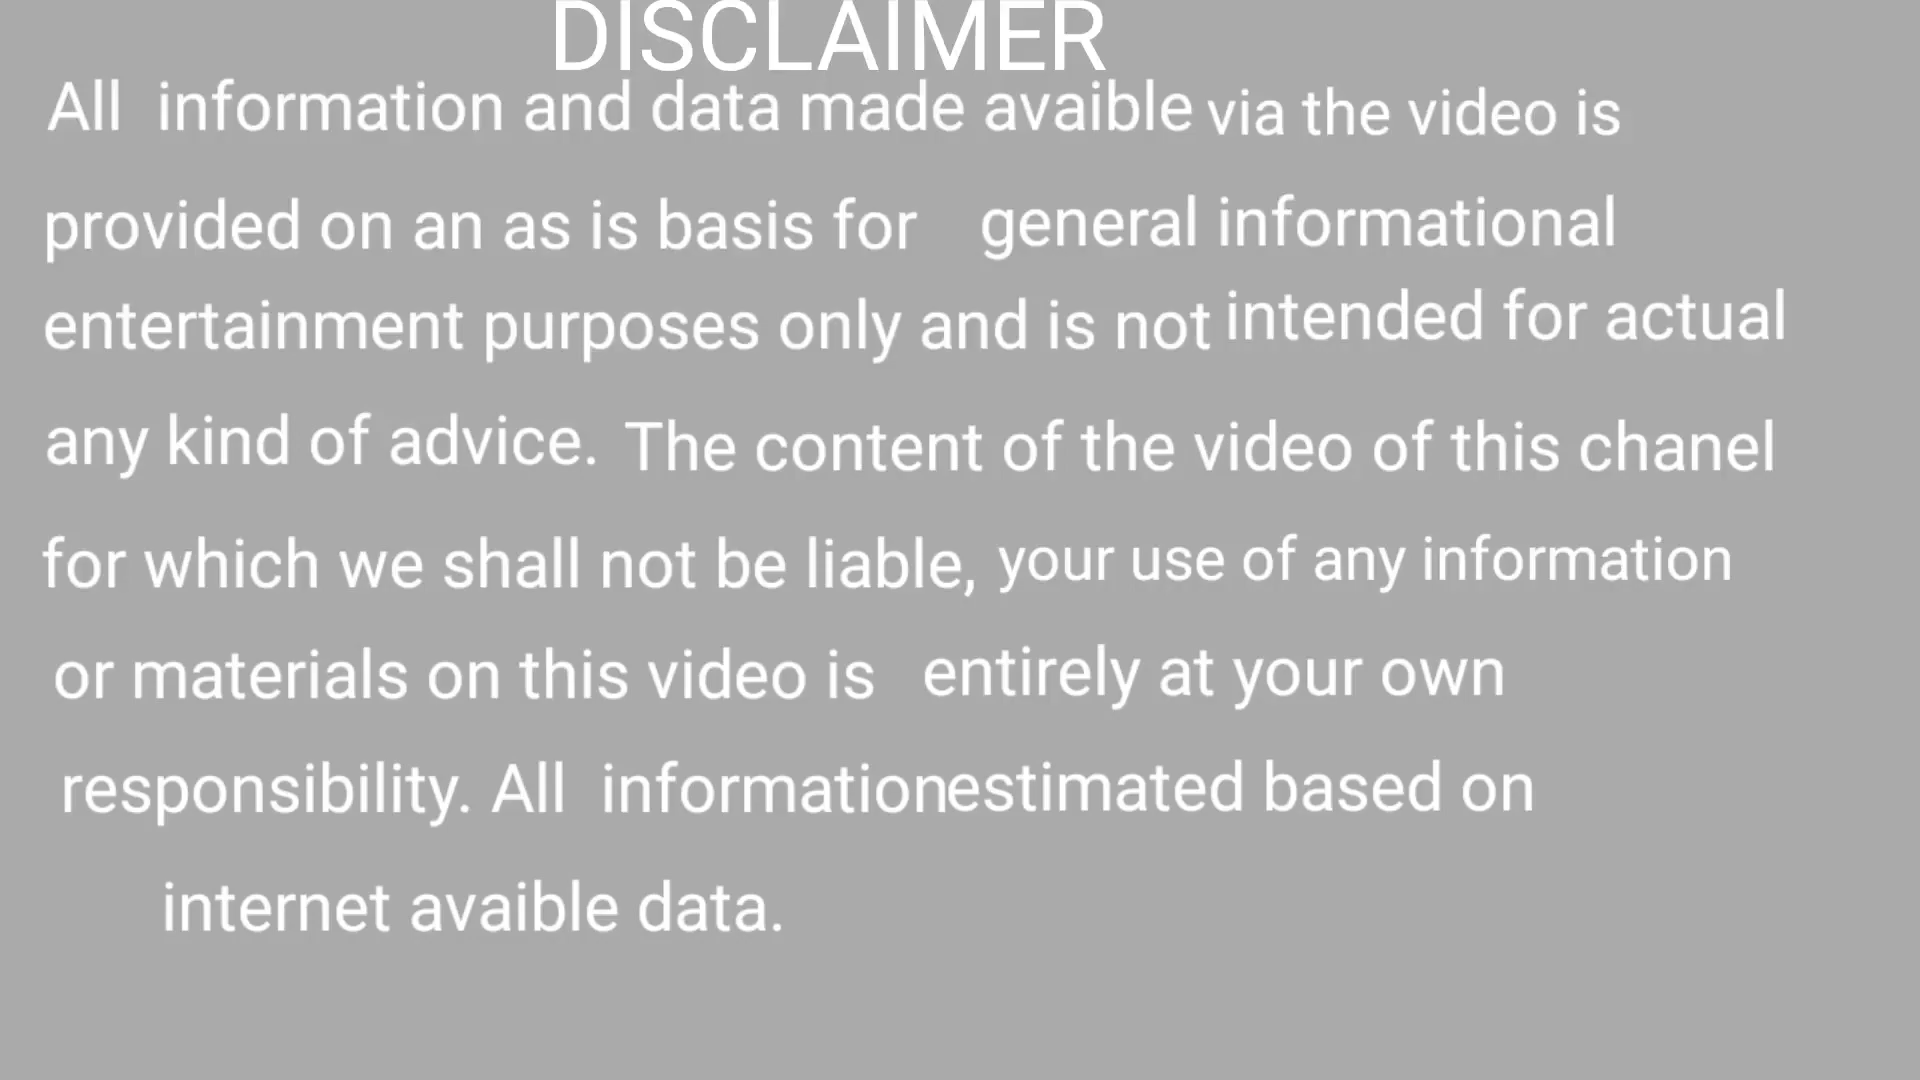 DISCLAIMER
All information and data made avaible via the video is
provided on an as is basis for general informational
entertainment purposes only and is not intended for actual
any kind of advice. The content of the video of this chanel
for which we shall not be liable, your use of any information
or materials on this video is entirely at your own
responsibility. All informationestimated based on
internet avaible data.